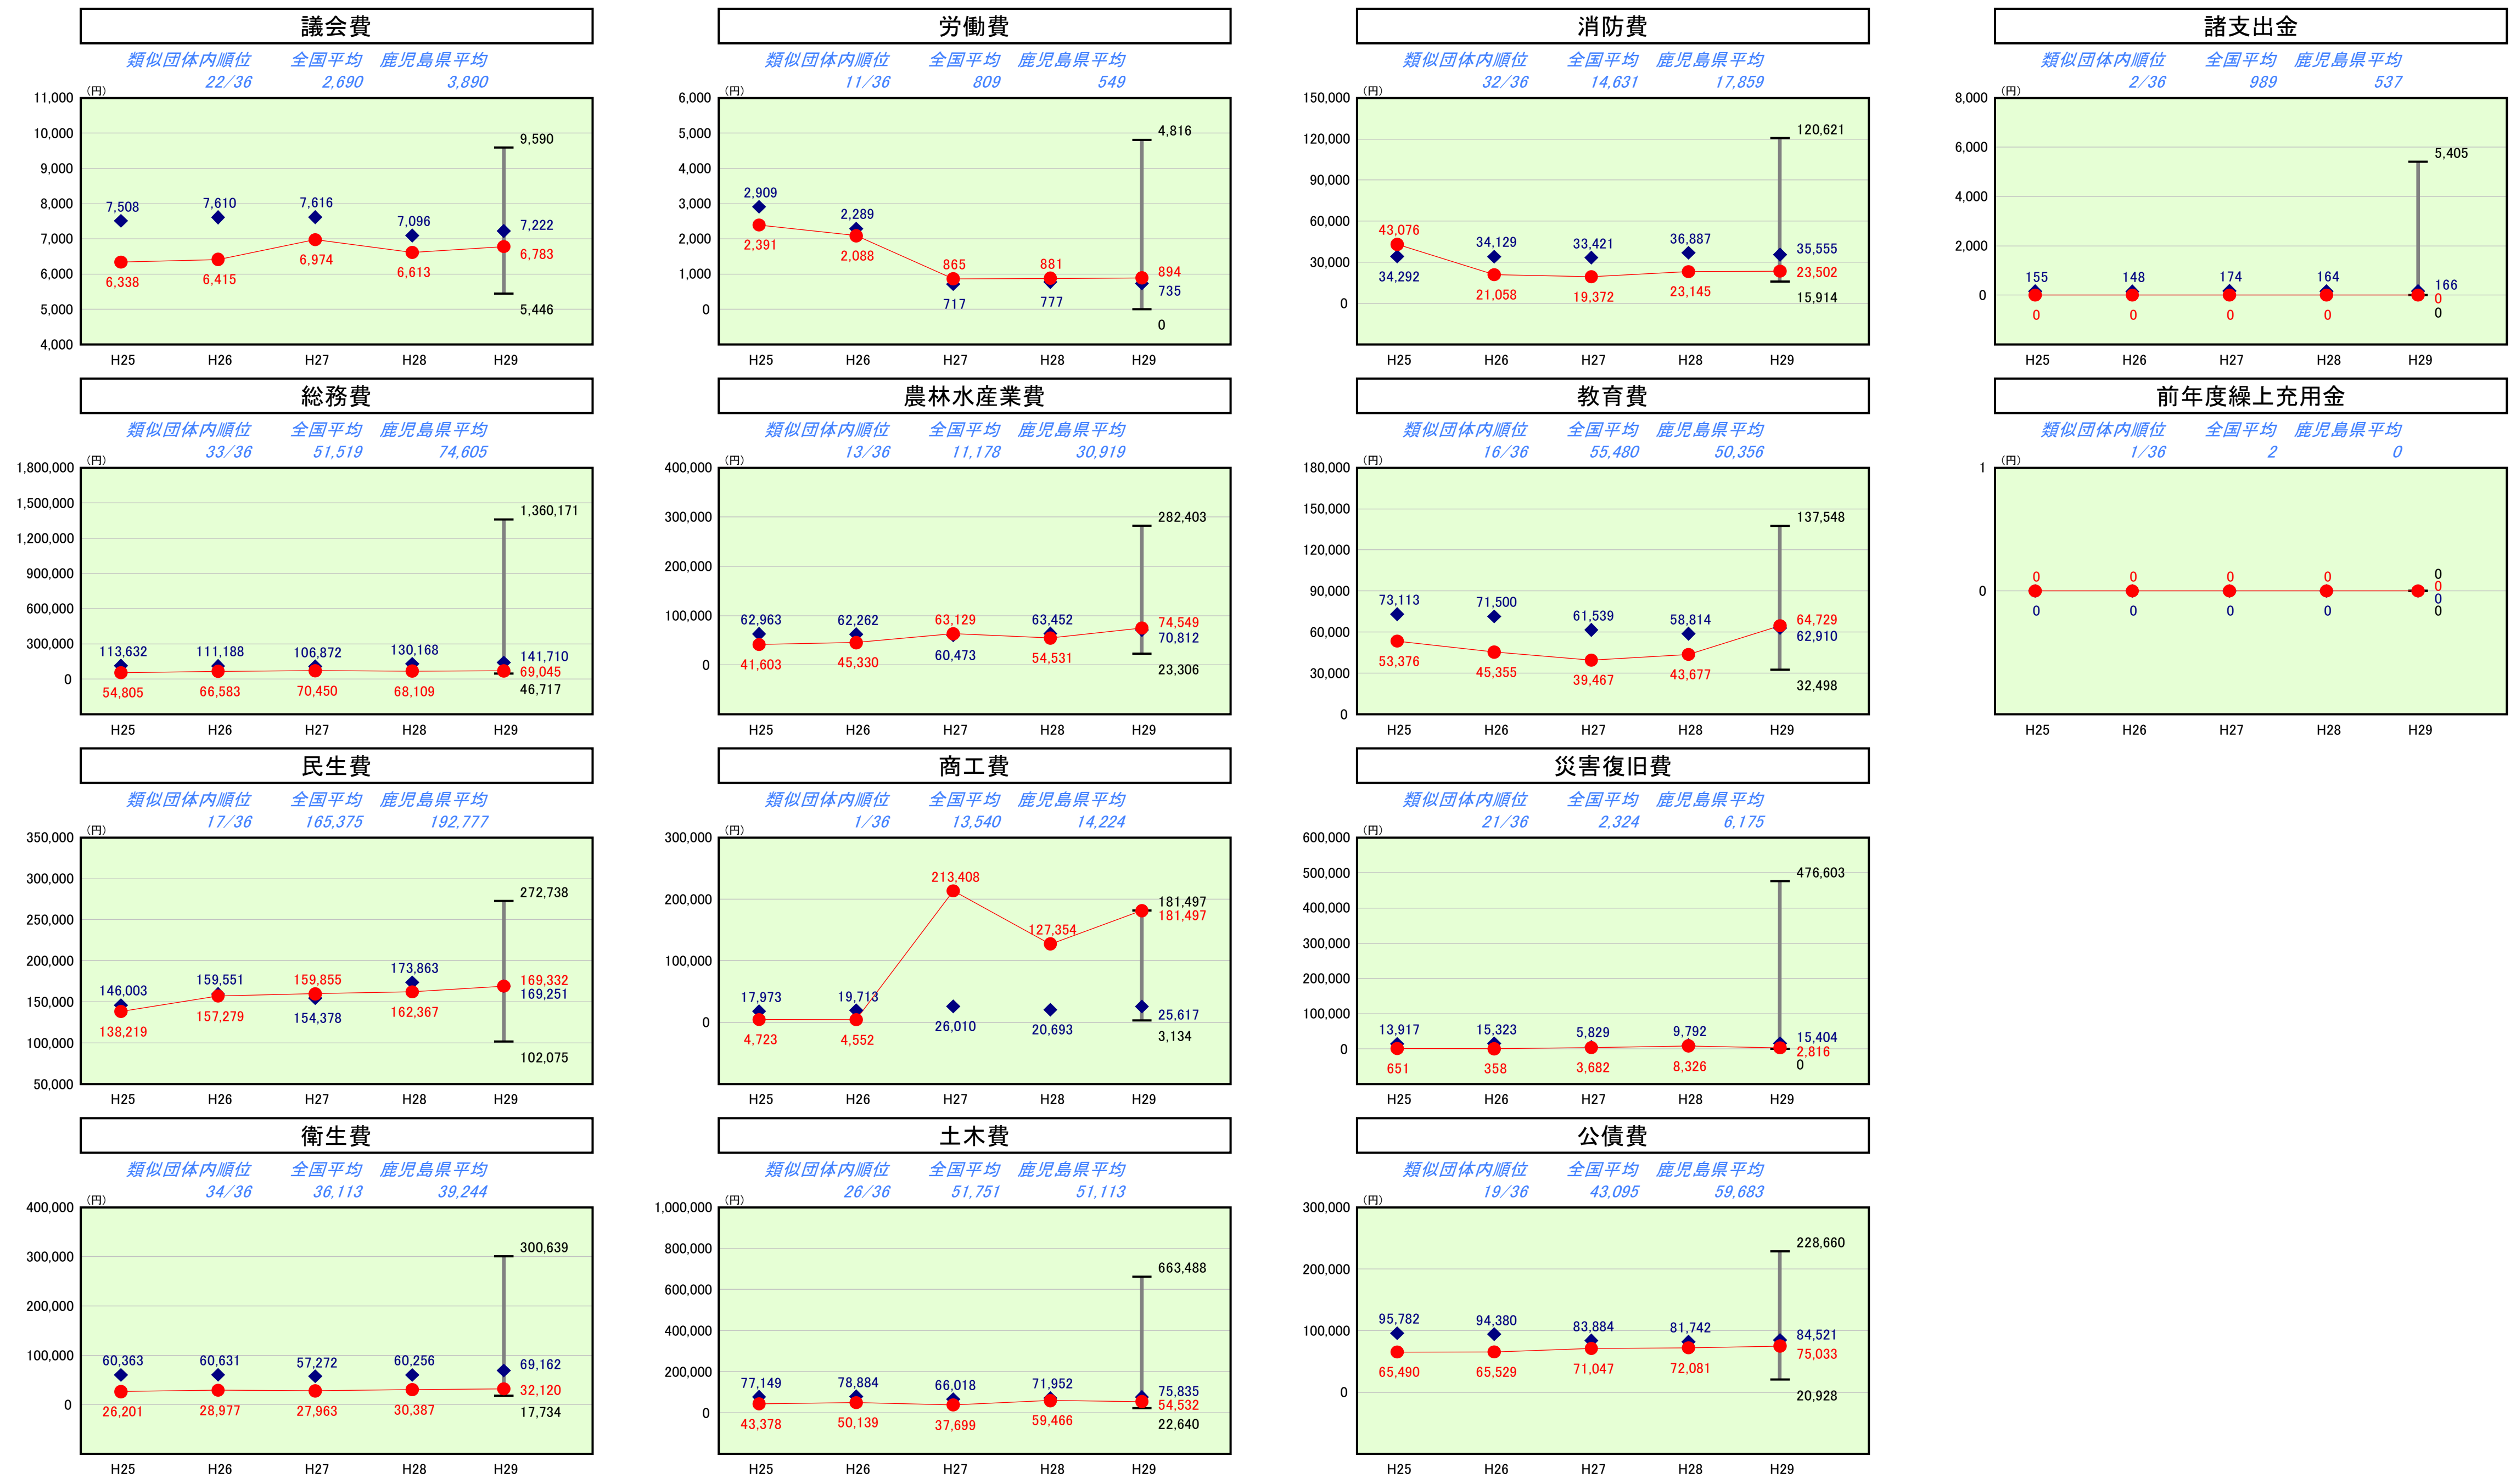 議会費
類似団体内順位 全国平均 鹿児島県平均
22/36 2,690 3,890
(円)
11,000
10,000
9,000
8,000
7,000
6,000
5,000
4,000
9,590
7,508 7,610 7,616 7,096 7,222
6,338 6,415 6,974 6,613 6,783
5,446
H25 H26 H27 H28 H29
労働費
類似団体内順位 全国平均 鹿児島県平均
11/36 809 549
(円)
6,000
5,000
4,000
3,000
2,000
1,000
0
4,816
2,909 2,289 717 777 735
2,391 2,088 865 881 894
0
H25 H26 H27 H28 H29
消防費
類似団体内順位 全国平均 鹿児島県平均
32/36 14,631 17,859
(円)
150,000
120,000
90,000
60,000
30,000
0
120,621
34,292 34,129 33,421 36,887 35,555
43,076 21,058 19,372 23,145 23,502
15,914
H25 H26 H27 H28 H29
諸支出金
類似団体内順位 全国平均 鹿児島県平均
2/36 989 537
(円)
8,000
6,000
4,000
2,000
0
5,405
155 148 174 164 166
0 0 0 0 0
0
H25 H26 H27 H28 H29
総務費
類似団体内順位 全国平均 鹿児島県平均
33/36 51,519 74,605
(円)
1,800,000
1,500,000
1,200,000
900,000
600,000
300,000
0
1,360,171
113,632 111,188 106,872 130,168 141,710
54,805 66,583 70,450 68,109 69,045
46,717
H25 H26 H27 H28 H29
農林水産業費
類似団体内順位 全国平均 鹿児島県平均
13/36 11,178 30,919
(円)
400,000
300,000
200,000
100,000
0
282,403
62,963 62,262 60,473 63,452 70,812
41,603 45,330 63,129 54,531 74,549
23,306
H25 H26 H27 H28 H29
教育費
類似団体内順位 全国平均 鹿児島県平均
16/36 55,480 50,356
(円)
180,000
150,000
120,000
90,000
60,000
30,000
0
137,548
73,113 71,500 61,539 58,814 62,910
53,376 45,355 39,467 43,677 64,729
32,498
H25 H26 H27 H28 H29
前年度繰上充用金
類似団体内順位 全国平均 鹿児島県平均
1/36 2 0
(円)
1
0
0
0 0 0 0 0
0 0 0 0 0
0
H25 H26 H27 H28 H29
民生費
類似団体内順位 全国平均 鹿児島県平均
17/36 165,375 192,777
(円)
350,000
300,000
250,000
200,000
150,000
100,000
50,000
272,738
146,003 159,551 154,378 173,863 169,251
138,219 157,279 159,855 162,367 169,332
102,075
H25 H26 H27 H28 H29
商工費
類似団体内順位 全国平均 鹿児島県平均
1/36 13,540 14,224
(円)
300,000
200,000
100,000
0
181,497
17,973 19,713 26,010 20,693 25,617
4,723 4,552 213,408 127,354 181,497
3,134
H25 H26 H27 H28 H29
災害復旧費
類似団体内順位 全国平均 鹿児島県平均
21/36 2,324 6,175
(円)
600,000
500,000
400,000
300,000
200,000
100,000
0
476,603
13,917 15,323 5,829 9,792 15,404
651 358 3,682 8,326 2,816
0
H25 H26 H27 H28 H29
衛生費
類似団体内順位 全国平均 鹿児島県平均
34/36 36,113 39,244
(円)
400,000
300,000
200,000
100,000
0
300,639
60,363 60,631 57,272 60,256 69,162
26,201 28,977 27,963 30,387 32,120
17,734
H25 H26 H27 H28 H29
土木費
類似団体内順位 全国平均 鹿児島県平均
26/36 51,751 51,113
(円)
1,000,000
800,000
600,000
400,000
200,000
0
663,488
77,149 78,884 66,018 71,952 75,835
43,378 50,139 37,699 59,466 54,532
22,640
H25 H26 H27 H28 H29
公債費
類似団体内順位 全国平均 鹿児島県平均
19/36 43,095 59,683
(円)
300,000
200,000
100,000
0
228,660
95,782 94,380 83,884 81,742 84,521
65,490 65,529 71,047 72,081 75,033
20,928
H25 H26 H27 H28 H29